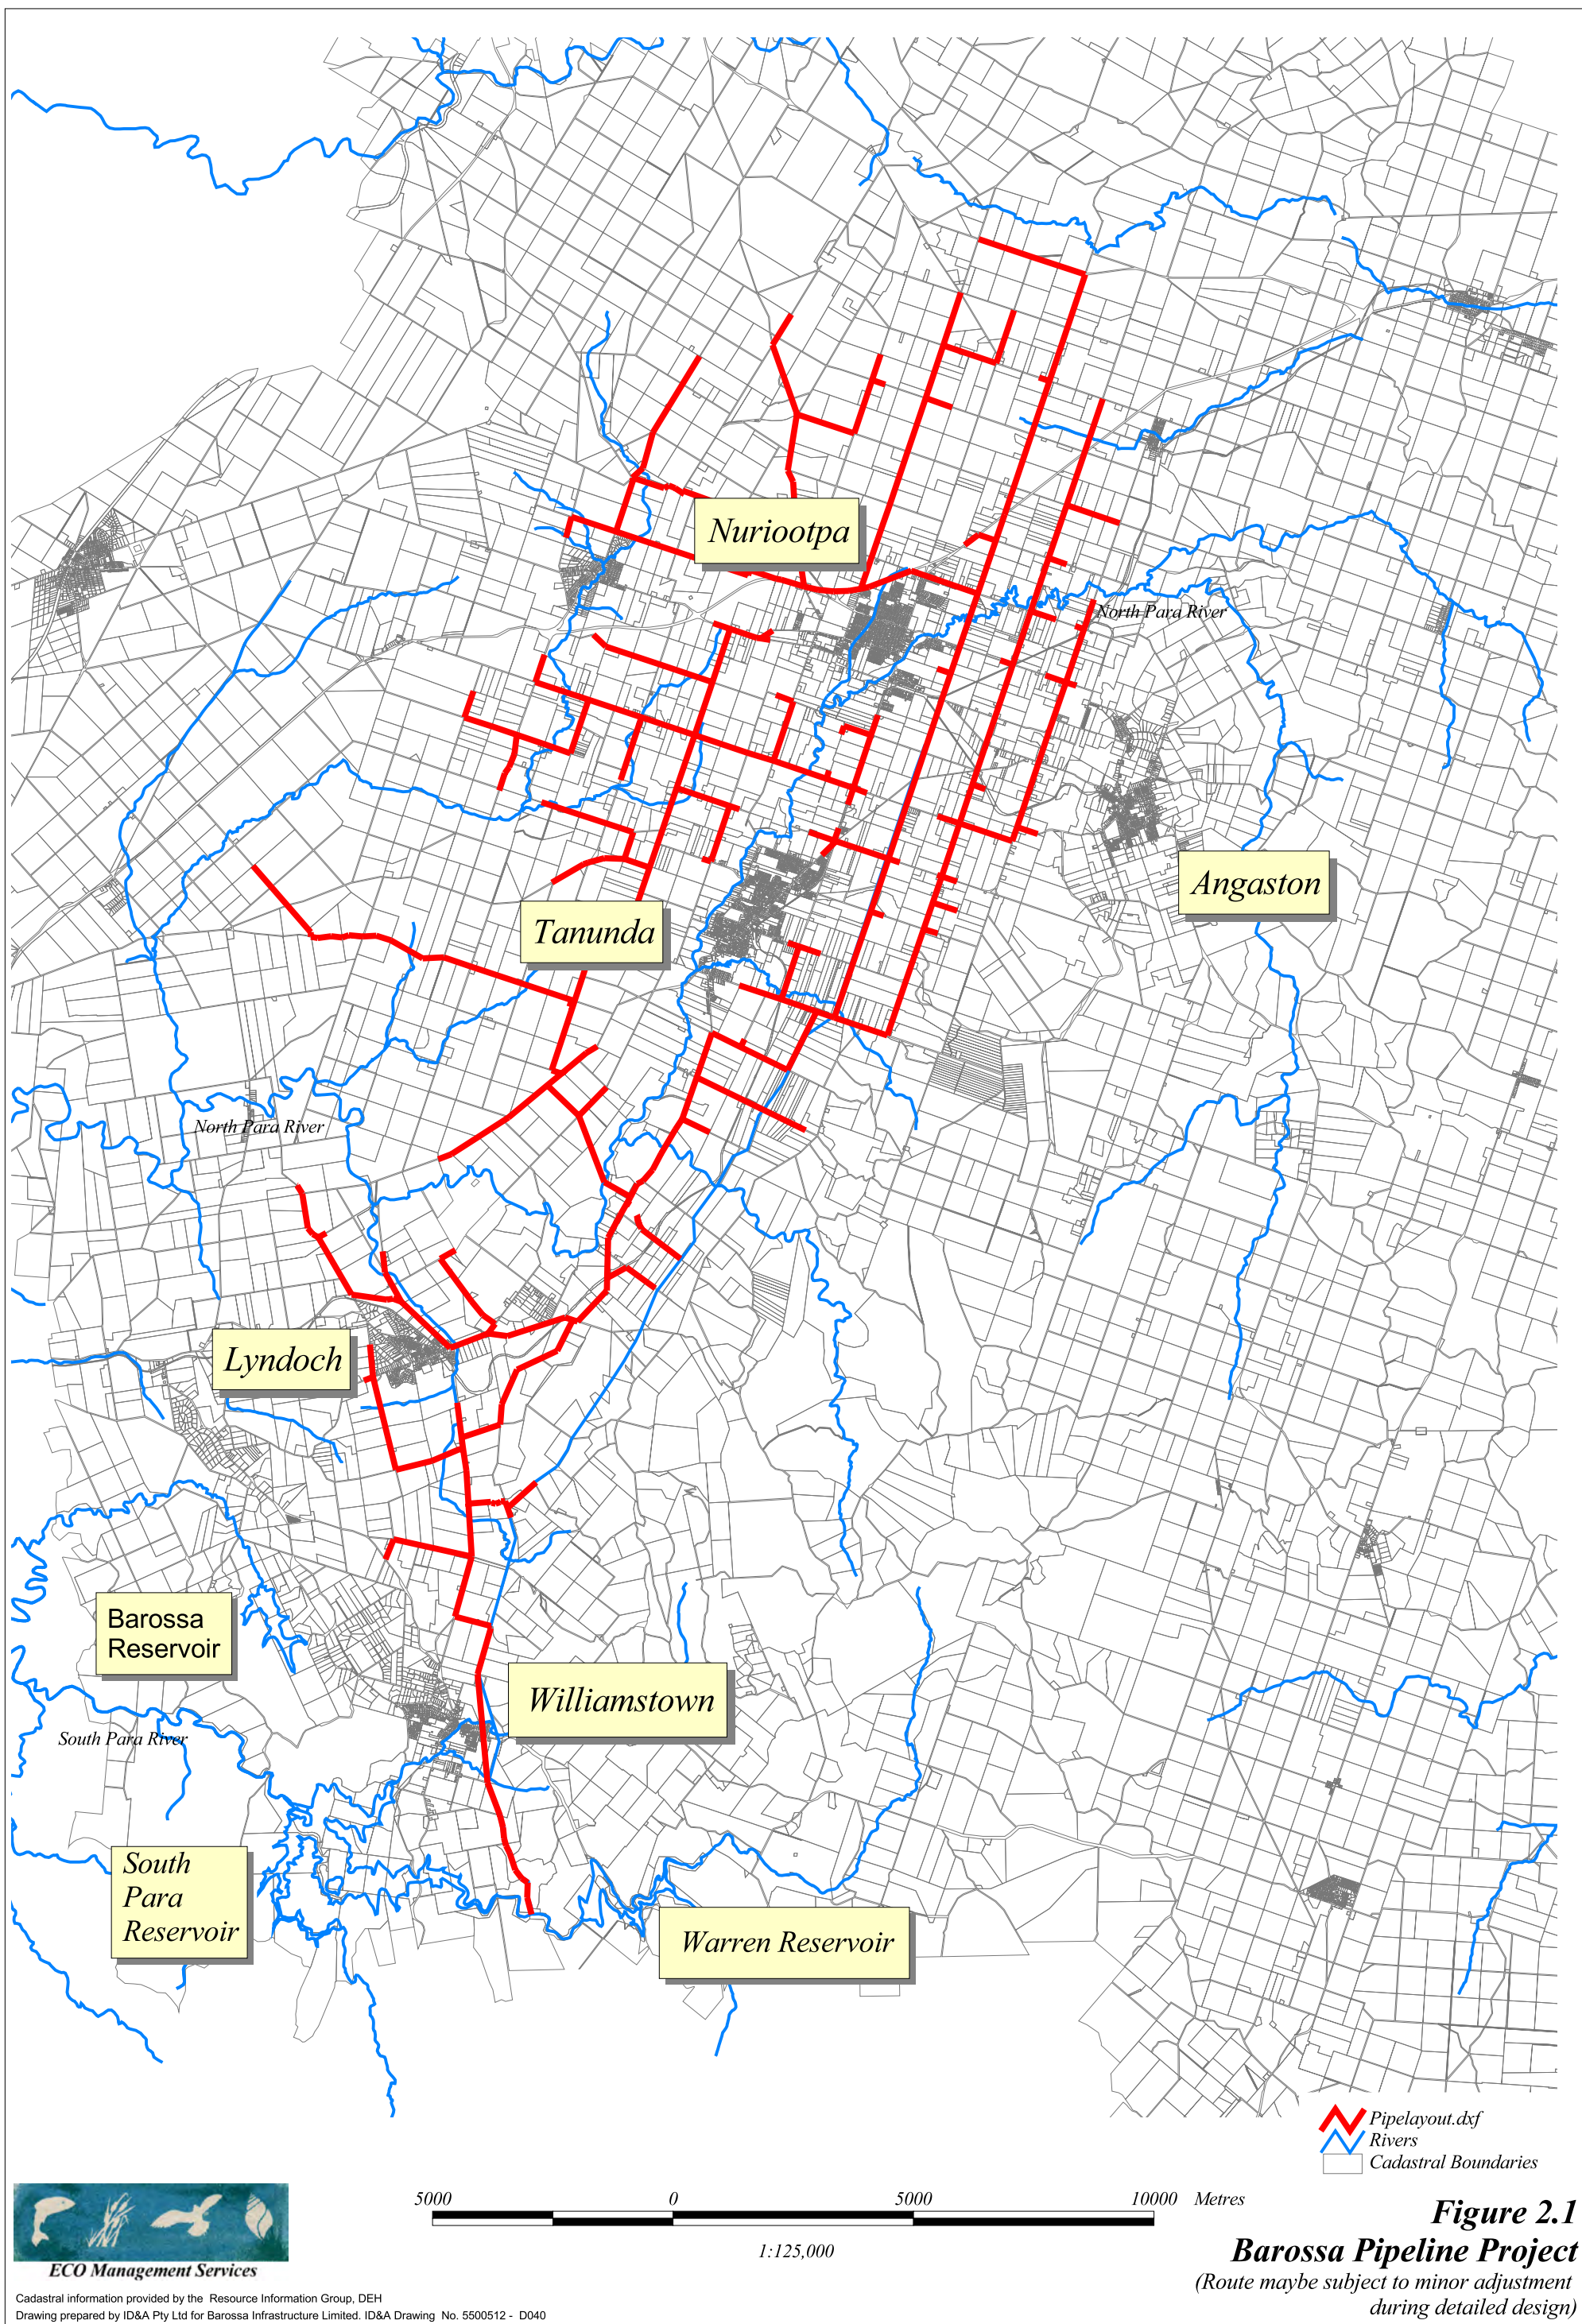 Nuriootpa
North Para River
Angaston
Tanunda
North Para River
Lyndoch
Barossa
Reservoir
Williamstown
South Para River
South
Para
Reservoir
Warren Reservoir
Pipelayout.dxf
Rivers
Cadastral Boundaries
5000 0 5000 10000 Metres
1:125,000
Figure 2.1
Barossa Pipeline Project
(Route maybe subject to minor adjustment
during detailed design)
ECO Management Services
Cadastral information provided by the Resource Information Group, DEH
Drawing prepared by ID&A Pty Ltd for Barossa Infrastructure Limited. ID&A Drawing No. 5500512 - D040